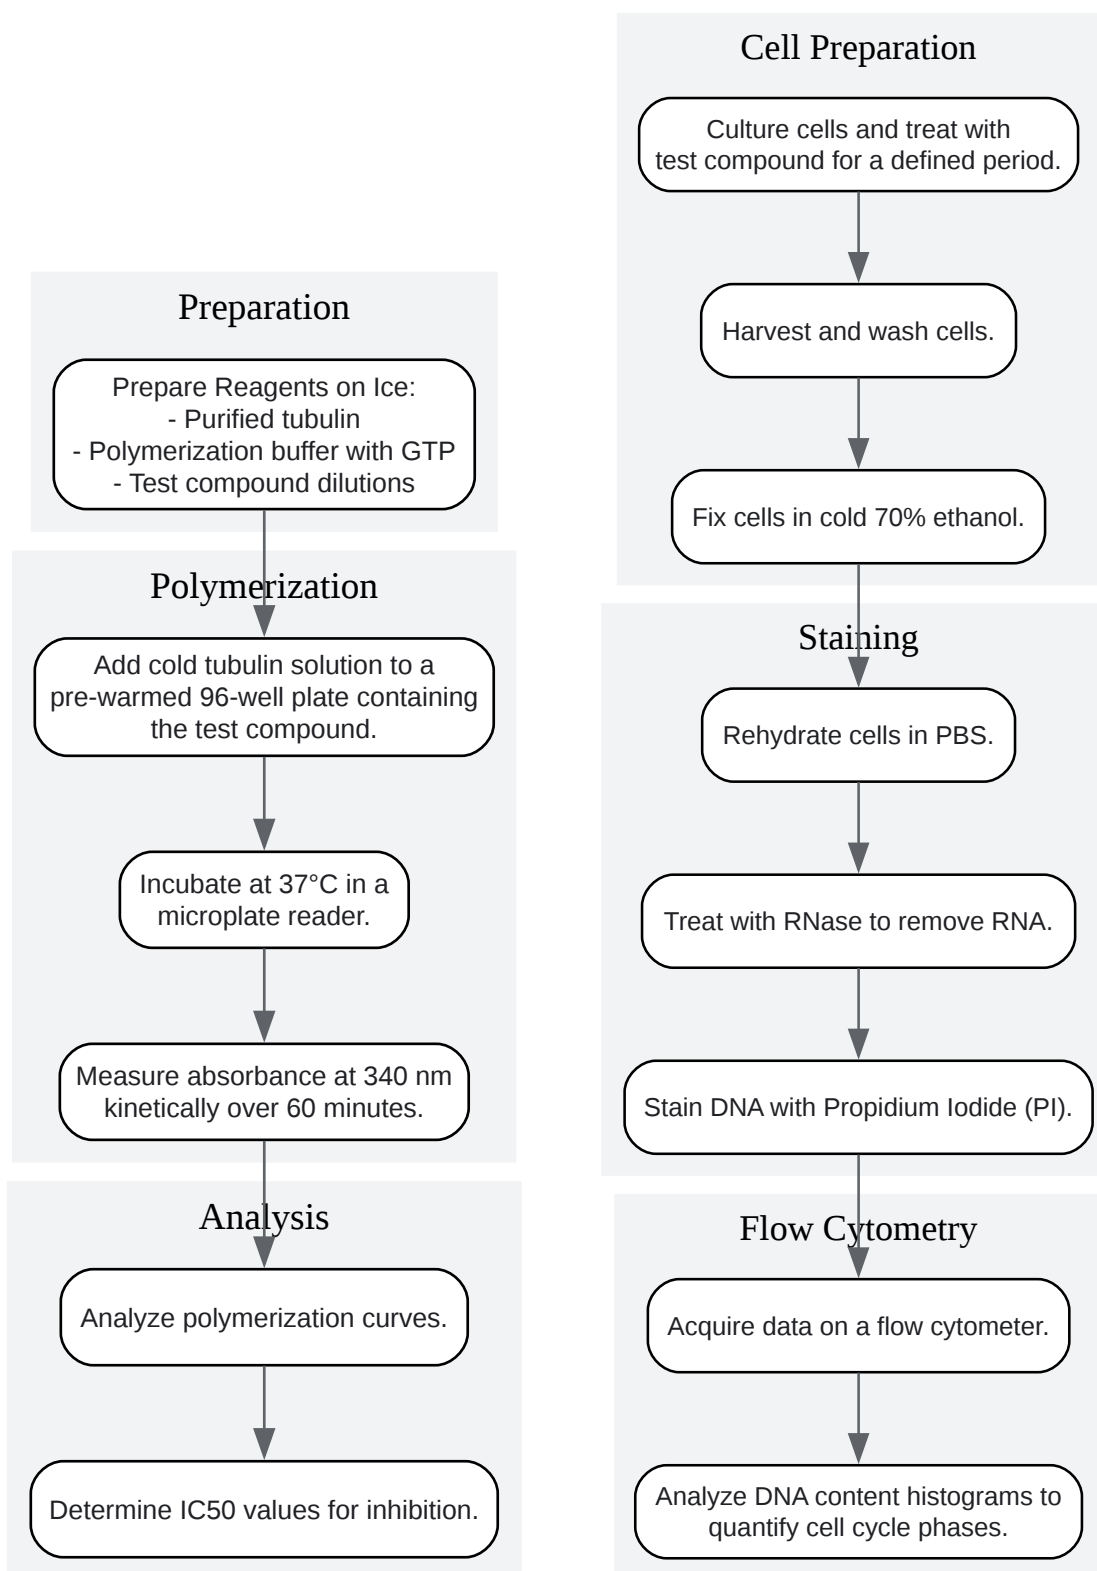 Preparation
Prepare Reagents on Ice:
- Purified tubulin
- Polymerization buffer with GTP
- Test compound dilutions
Polymerization
Add cold tubulin solution to a
pre-warmed 96-well plate containing
the test compound.
Incubate at 37°C in a
microplate reader.
Measure absorbance at 340 nm
kinetically over 60 minutes.
Analysis
Analyze polymerization curves.
Determine IC50 values for inhibition.
Cell Preparation
Culture cells and treat with
test compound for a defined period.
Harvest and wash cells.
Fix cells in cold 70% ethanol.
Staining
Rehydrate cells in PBS.
Treat with RNase to remove RNA.
Stain DNA with Propidium Iodide (PI).
Flow Cytometry
Acquire data on a flow cytometer.
Analyze DNA content histograms to
quantify cell cycle phases.